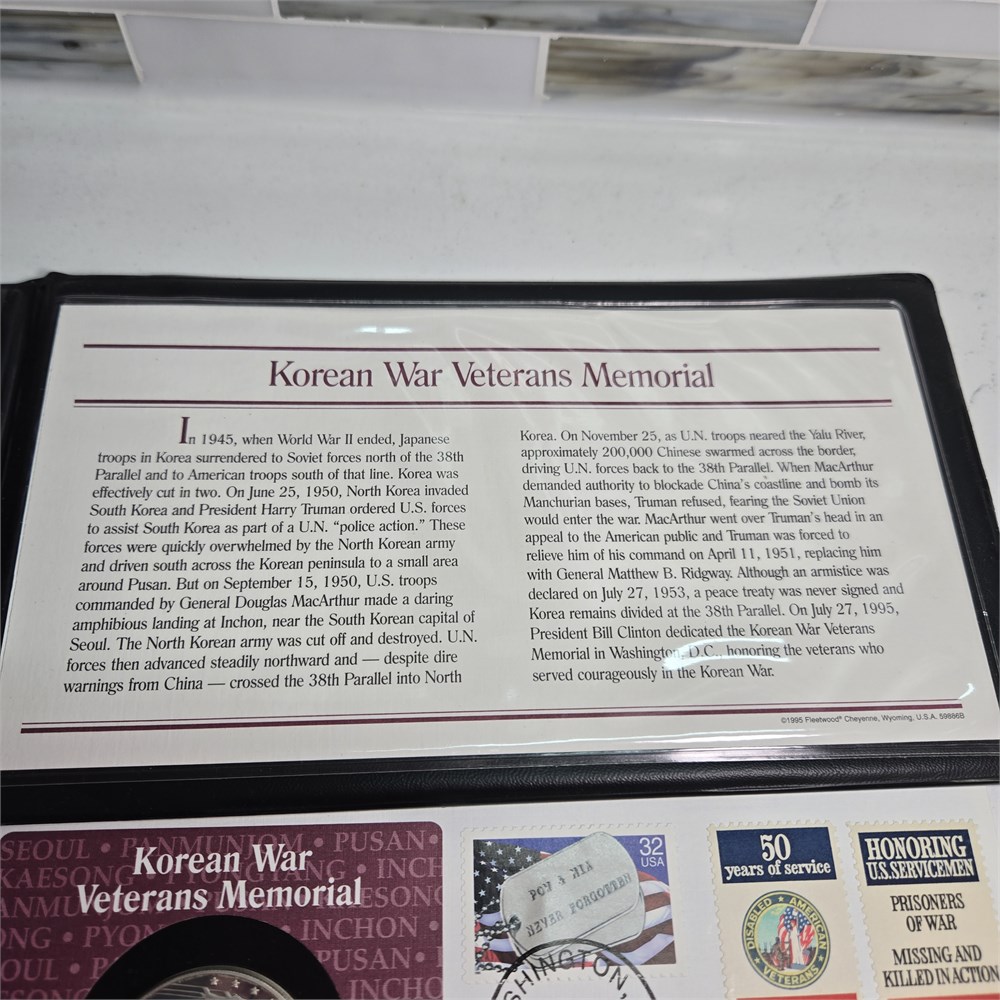 Korean War Veterans Memorial
In 1945, when World War II ended, Japanese
troops in Korea surrendered to Soviet forces north of the 38th
Parallel and to American troops south of that line. Korea was
effectively cut in two. On June 25, 1950, North Korea invaded
South Korea and President Harry Truman ordered U.S. forces
to assist South Korea as part of a U.N. “police action.” These
forces were quickly overwhelmed by the North Korean army
and driven south across the Korean peninsula to a small area
around Pusan. But on September 15, 1950, U.S. troops
commanded by General Douglas MacArthur made a daring
amphibious landing at Inchon, near the South Korean capital of
Seoul. The North Korean army was cut off and destroyed. U.N.
forces then advanced steadily northward and — despite dire
warnings from China — crossed the 38th Parallel into North
Korea. On November 25, as U.N. troops neared the Yalu River,
approximately 200,000 Chinese swarmed across the border,
driving U.N. forces back to the 38th Parallel. When MacArthur
demanded authority to blockade China's coastline and bomb its
Manchurian bases, Truman refused, fearing the Soviet Union
would enter the war. MacArthur went over Truman's head in an
appeal to the American public and Truman was forced to
relieve him of his command on April 11, 1951, replacing him
with General Matthew B. Ridgway. Although an armistice was
declared on July 27, 1953, a peace treaty was never signed and
Korea remains divided at the 38th Parallel. On July 27, 1995,
President Bill Clinton dedicated the Korean War Veterans
Memorial in Washington, D.C., honoring the veterans who
served courageously in the Korean War.
©1995 Fleetwood® Cheyenne, Wyoming, U.S.A. 59886B
SEOUL • PANMUNJOM • PUSAN •
KAESONG INCH
ESONG
NG • PYON INCHON •
OUL • PUSAN •
INCH
Korean War
Veterans Memorial
32
USA
POW & MIA
NEVER FORGOTTEN
SHINGTON,
50
years of service
DISABLED AMERICAN
VETERANS
HONORING
U.S. SERVICEMEN
PRISONERS
OF WAR
MISSING AND
KILLED IN ACTION